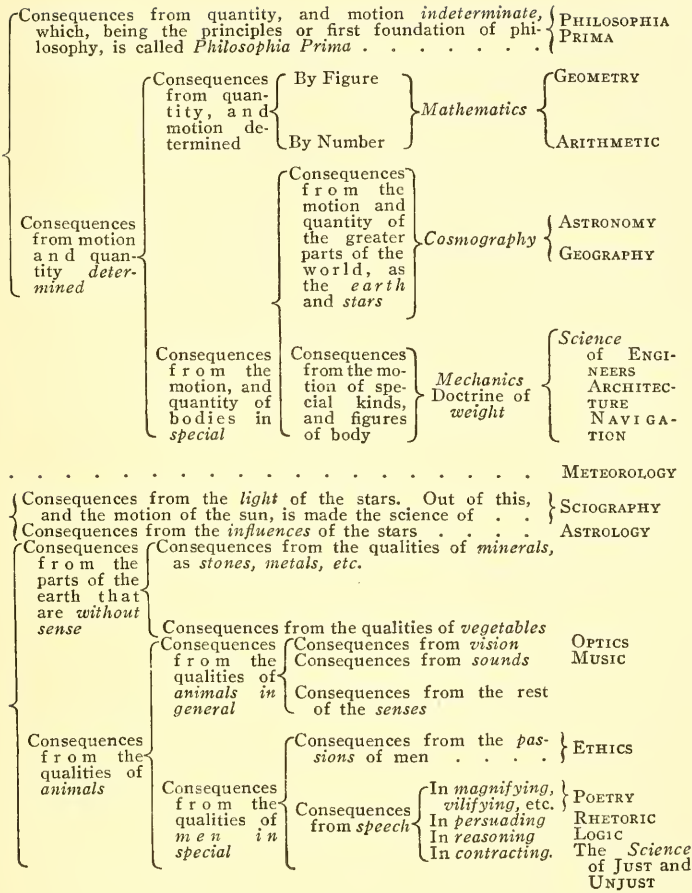 Consequences from quantity, and motion indeterminate,
which, being the principles or first foundation of phi-
losophy, is called Philosophia Prima . . . . . . .
PHILOSOPHIA
PRIMA
Consequences
from motion
and quan-
tity deter-
mined
Consequences
from quan-
tity, and
motion de-
termined
By Figure
By Number
Mathematics
GEOMETRY
ARITHMETIC
Consequences
from the
motion, and
quantity of
bodies in
special
Consequences
from the
motion and
quantity of
the greater
parts of the
world, as
the earth
and stars
Cosmography
ASTRONOMY
GEOGRAPHY
Consequences
from the mo-
tion of spe-
cial kinds,
and figures
of body
Mechanics
Doctrine of
weight
Science
of ENGI-
NEERS
ARCHITEC-
TURE
NAVIGA-
TION
. . . . . . . . . . . . . . . . . . . METEOROLOGY
Consequences from the light of the stars. Out of this,
and the motion of the sun, is made the science of . .
SCIOGRAPHY
Consequences from the influences of the stars . . . . ASTROLOGY
Consequences
from the
parts of the
earth that
are without
sense
Consequences from the qualities of minerals,
as stones, metals, etc.
Consequences from the qualities of vegetables
Consequences
from the
qualities of
animals
Consequences
from the
qualities of
animals in
general
Consequences from vision OPTICS
Consequences from sounds MUSIC
Consequences from the rest
of the senses
Consequences
from the
qualities of
men in
special
Consequences from the pas-
sions of men . . . .
ETHICS
Consequences
from speech
In magnifying,
vilifying, etc.
POETRY
In persuading RHETORIC
In reasoning LOGIC
In contracting. The Science
of JUST and
UNJUST